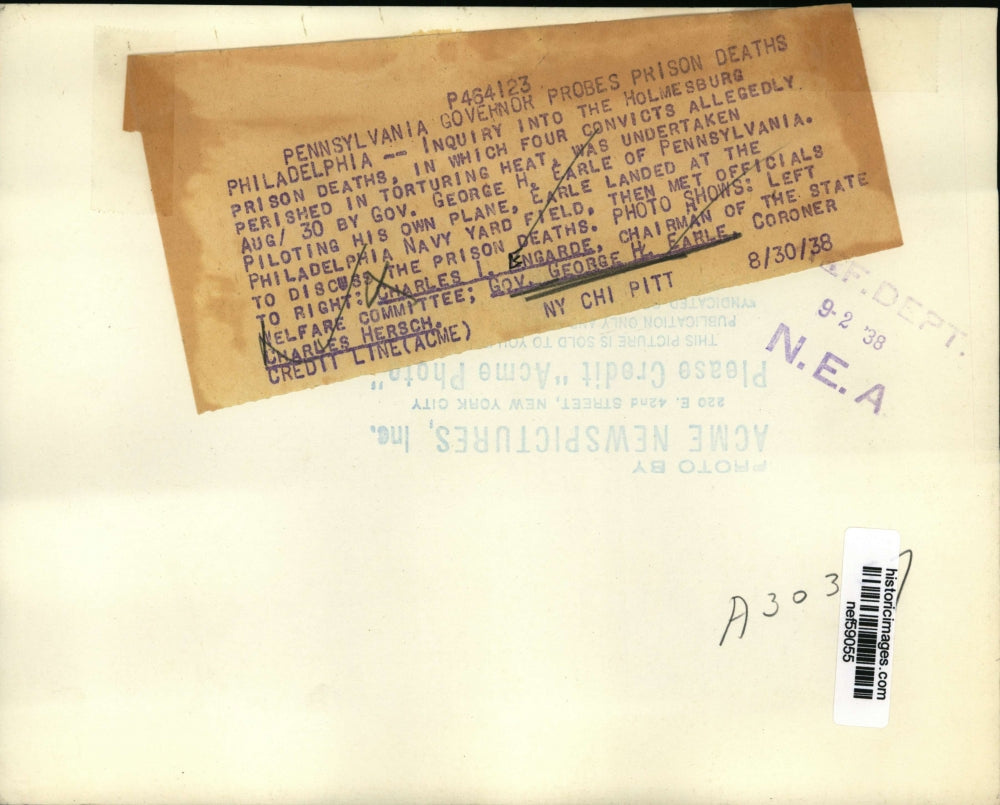 P464123
PENNSYLVANIA GOVERNOR PROBES PRISON DEATHS
PHILADELPHIA -- INQUIRY INTO THE HOLMESBURG
PRISON DEATHS, IN WHICH FOUR CONVICTS ALLEGEDLY
PERISHED IN TORTURING HEAT, WAS UNDERTAKEN
AUG/ 30 BY GOV. GEORGE H. EARLE OF PENNSYLVANIA.
PILOTING HIS OWN PLANE, EARLE LANDED AT THE
PHILADELPHIA NAVY YARD FIELD, THEN MET OFFICIALS
TO DISCUSS THE PRISON DEATHS. PHOTO SHOWS: LEFT
TO RIGHT: CHARLES I. ENGARDE, CHAIRMAN OF THE STATE
WELFARE COMMITTEE; GOV. GEORGE H. EARLE, CORONER
CHARLES HERSCH.
CREDIT LINE(ACME) NY CHI PITT 8/30/38
DEPT.
9-2 '38
N.E.A
PHOTO BY
ACME NEWSPICTURES, Inc.
220 E. 42nd STREET, NEW YORK CITY
Please Credit "Acme Photo"
THIS PICTURE IS SOLD TO YOU
PUBLICATION ONLY AND
SYNDICATED
A303
historicimages.com
nef59055